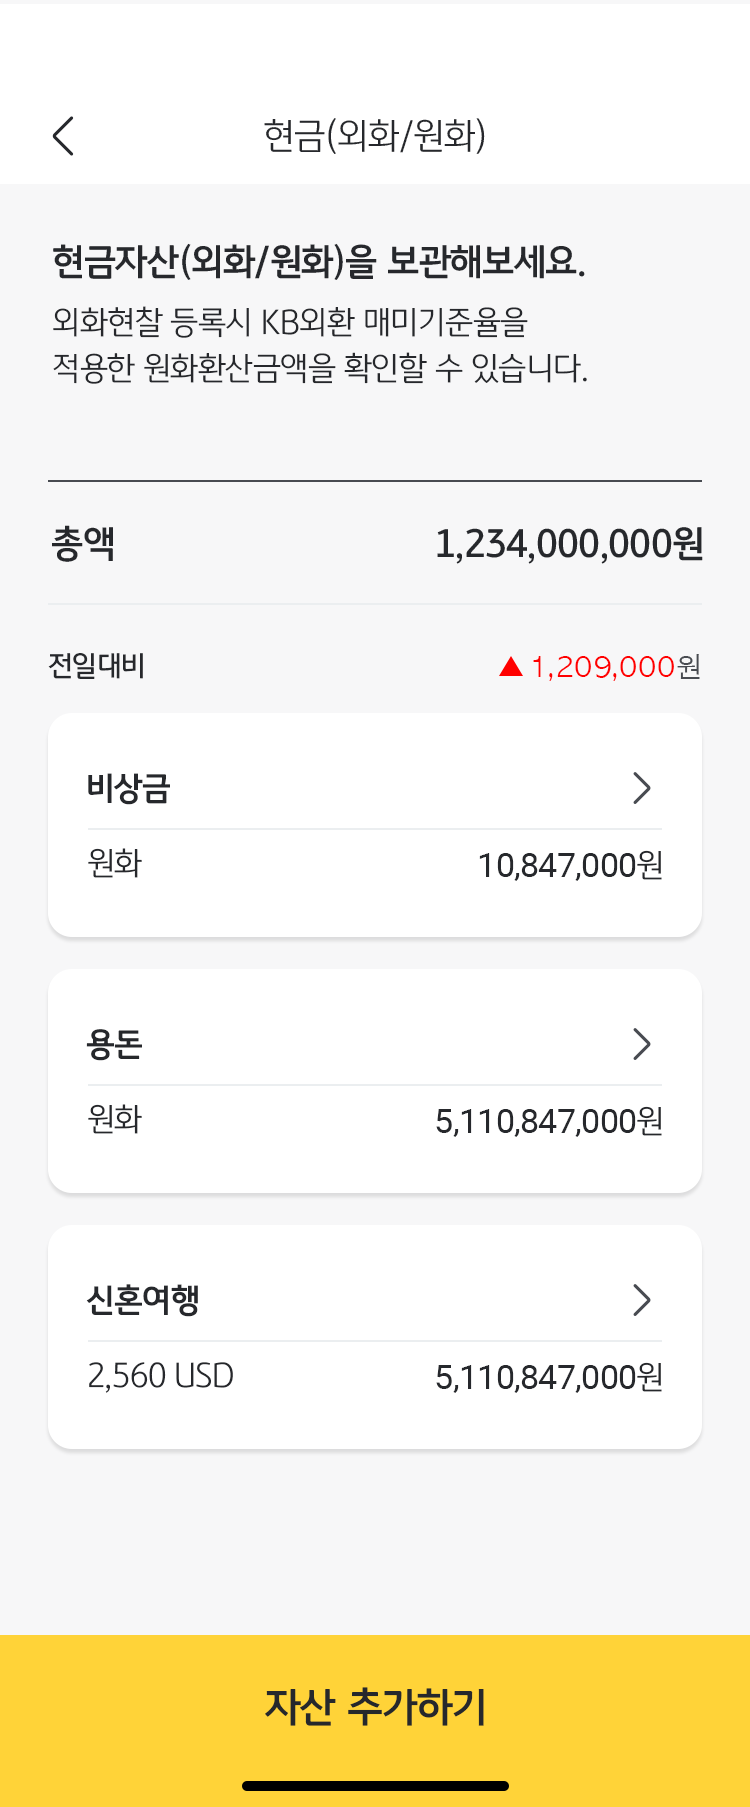 현금(외화/원화)
현금자산(외화/원화)을 보관해보세요.
외화현찰 등록시 KB외환 매미기준율을
적용한 원화환산금액을 확인할 수 있습니다.
총액 1,234,000,000원
전일대비 ▲ 1,209,000원
비상금
원화 10,847,000원
용돈
원화 5,110,847,000원
신혼여행
2,560 USD 5,110,847,000원
자산 추가하기